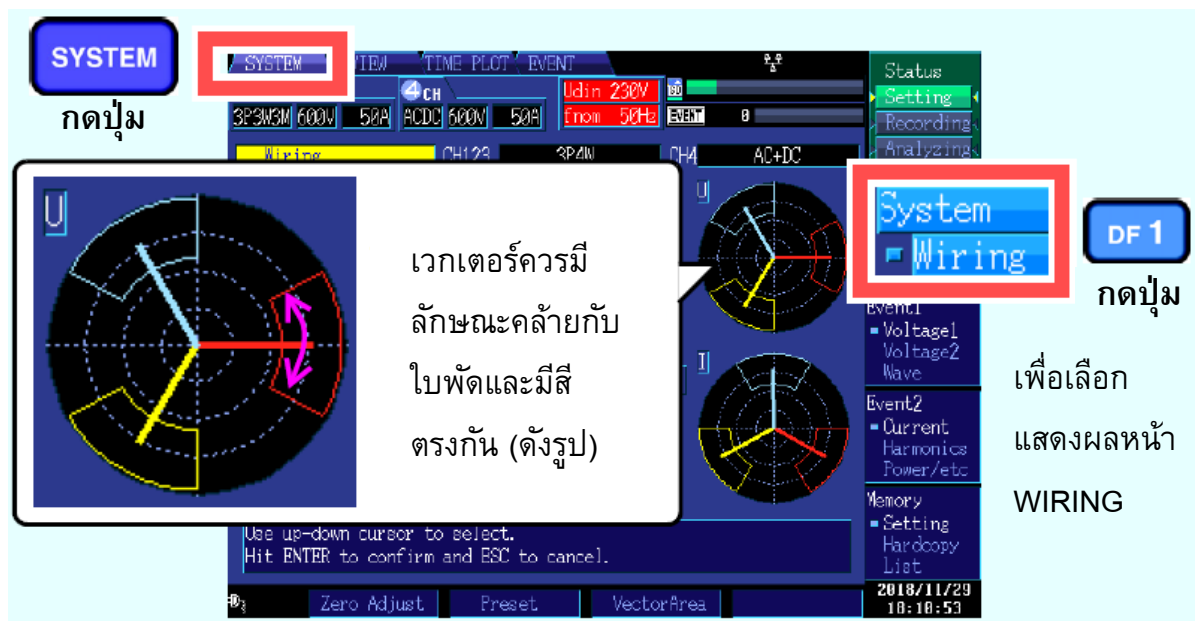 SYSTEM
กดปุ่ม
SYSTEM VIEW TIME PLOT EVENT
4 CH
Udin 230V
SD
3P3W3M 600V 50A ACDC 600V 50A
fnom 50Hz
EVENT 0
Status
Setting
Recording
Analyzing
Wiring CH123 3P4W CH4 AC+DC
U
เวกเตอร์ควรมี
ลักษณะคล้ายกับ
ใบพัดและมีสี
ตรงกัน (ดังรูป)
U
I
System
Wiring
DF 1
กดปุ่ม
Event1
Voltage1
Voltage2
Wave
Event2
Current
Harmonics
Power/etc
Memory
Setting
Hardcopy
List
เพื่อเลือก
แสดงผลหน้า
WIRING
Use up-down cursor to select.
Hit ENTER to confirm and ESC to cancel.
Zero Adjust Preset VectorArea
2018/11/29
10:10:53